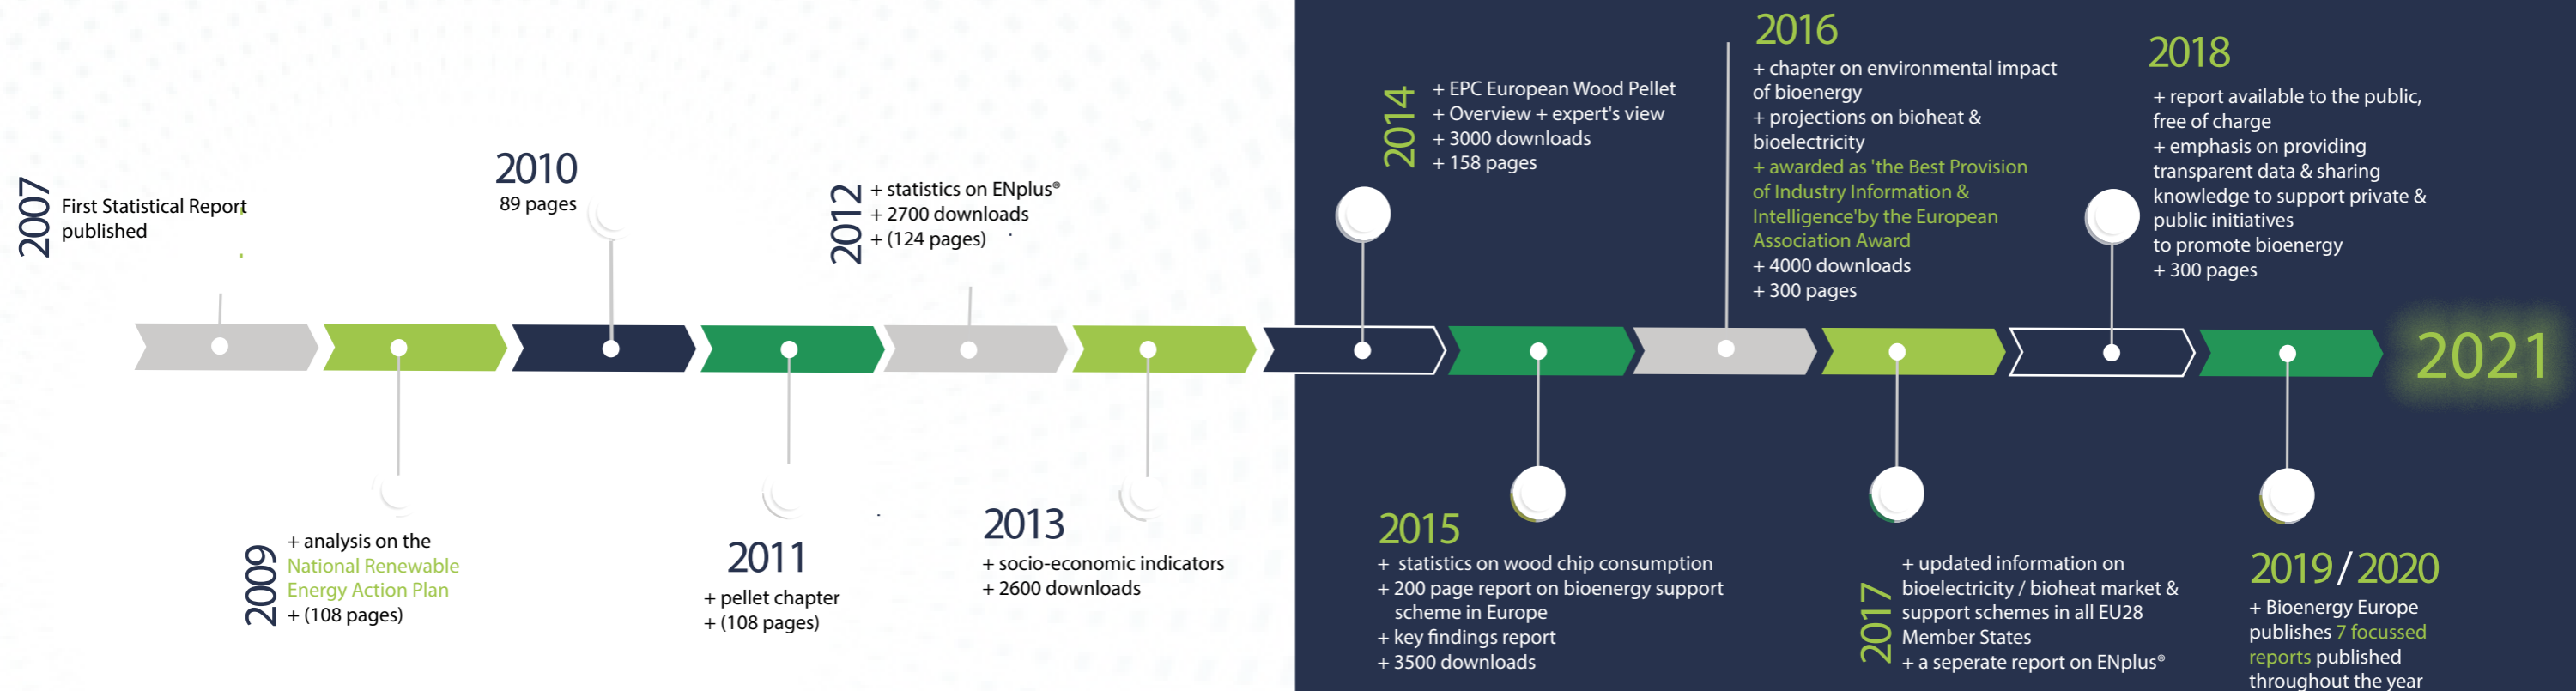 2007
First Statistical Report
published
2009
+ analysis on the
National Renewable
Energy Action Plan
+ (108 pages)
2010
89 pages
2011
+ pellet chapter
+ (108 pages)
2012
+ statistics on ENplus®
+ 2700 downloads
+ (124 pages)
2013
+ socio-economic indicators
+ 2600 downloads
2014
+ EPC European Wood Pellet
+ Overview + expert's view
+ 3000 downloads
+ 158 pages
2015
+ statistics on wood chip consumption
+ 200 page report on bioenergy support
scheme in Europe
+ key findings report
+ 3500 downloads
2016
+ chapter on environmental impact
of bioenergy
+ projections on bioheat &
bioelectricity
+ awarded as 'the Best Provision
of Industry Information &
Intelligence'by the European
Association Award
+ 4000 downloads
+ 300 pages
2017
+ updated information on
bioelectricity / bioheat market &
support schemes in all EU28
Member States
+ a seperate report on ENplus®
2018
+ report available to the public,
free of charge
+ emphasis on providing
transparent data & sharing
knowledge to support private &
public initiatives
to promote bioenergy
+ 300 pages
2019/2020
+ Bioenergy Europe
publishes 7 focussed
reports published
throughout the year
2021